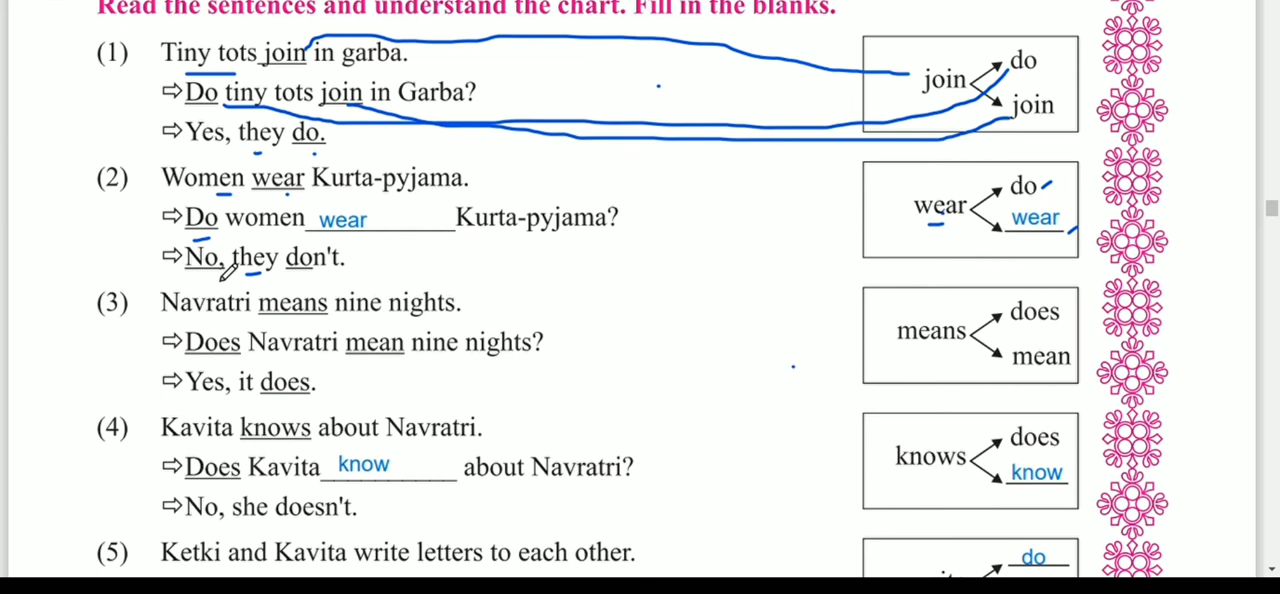 Read the sentences and understand the chart. Fill in the blanks.
(1) Tiny tots join in garba.
⇨Do tiny tots join in Garba?
⇨Yes, they do.
join
do
join
(2) Women wear Kurta-pyjama.
⇨Do women wear Kurta-pyjama?
⇨No, they don't.
wear
do
wear
(3) Navratri means nine nights.
⇨Does Navratri mean nine nights?
⇨Yes, it does.
means
does
mean
(4) Kavita knows about Navratri.
⇨Does Kavita know about Navratri?
⇨No, she doesn't.
knows
does
know
(5) Ketki and Kavita write letters to each other.
do